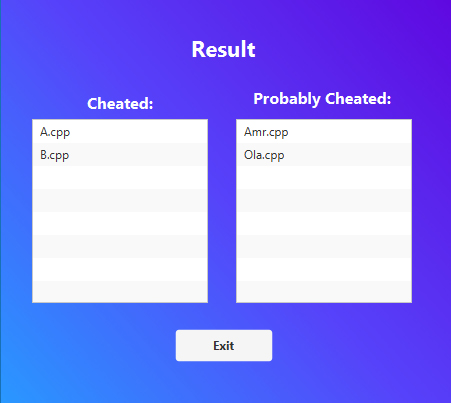 Result
Cheated:
A.cpp
B.cpp
Probably Cheated:
Amr.cpp
Ola.cpp
Exit